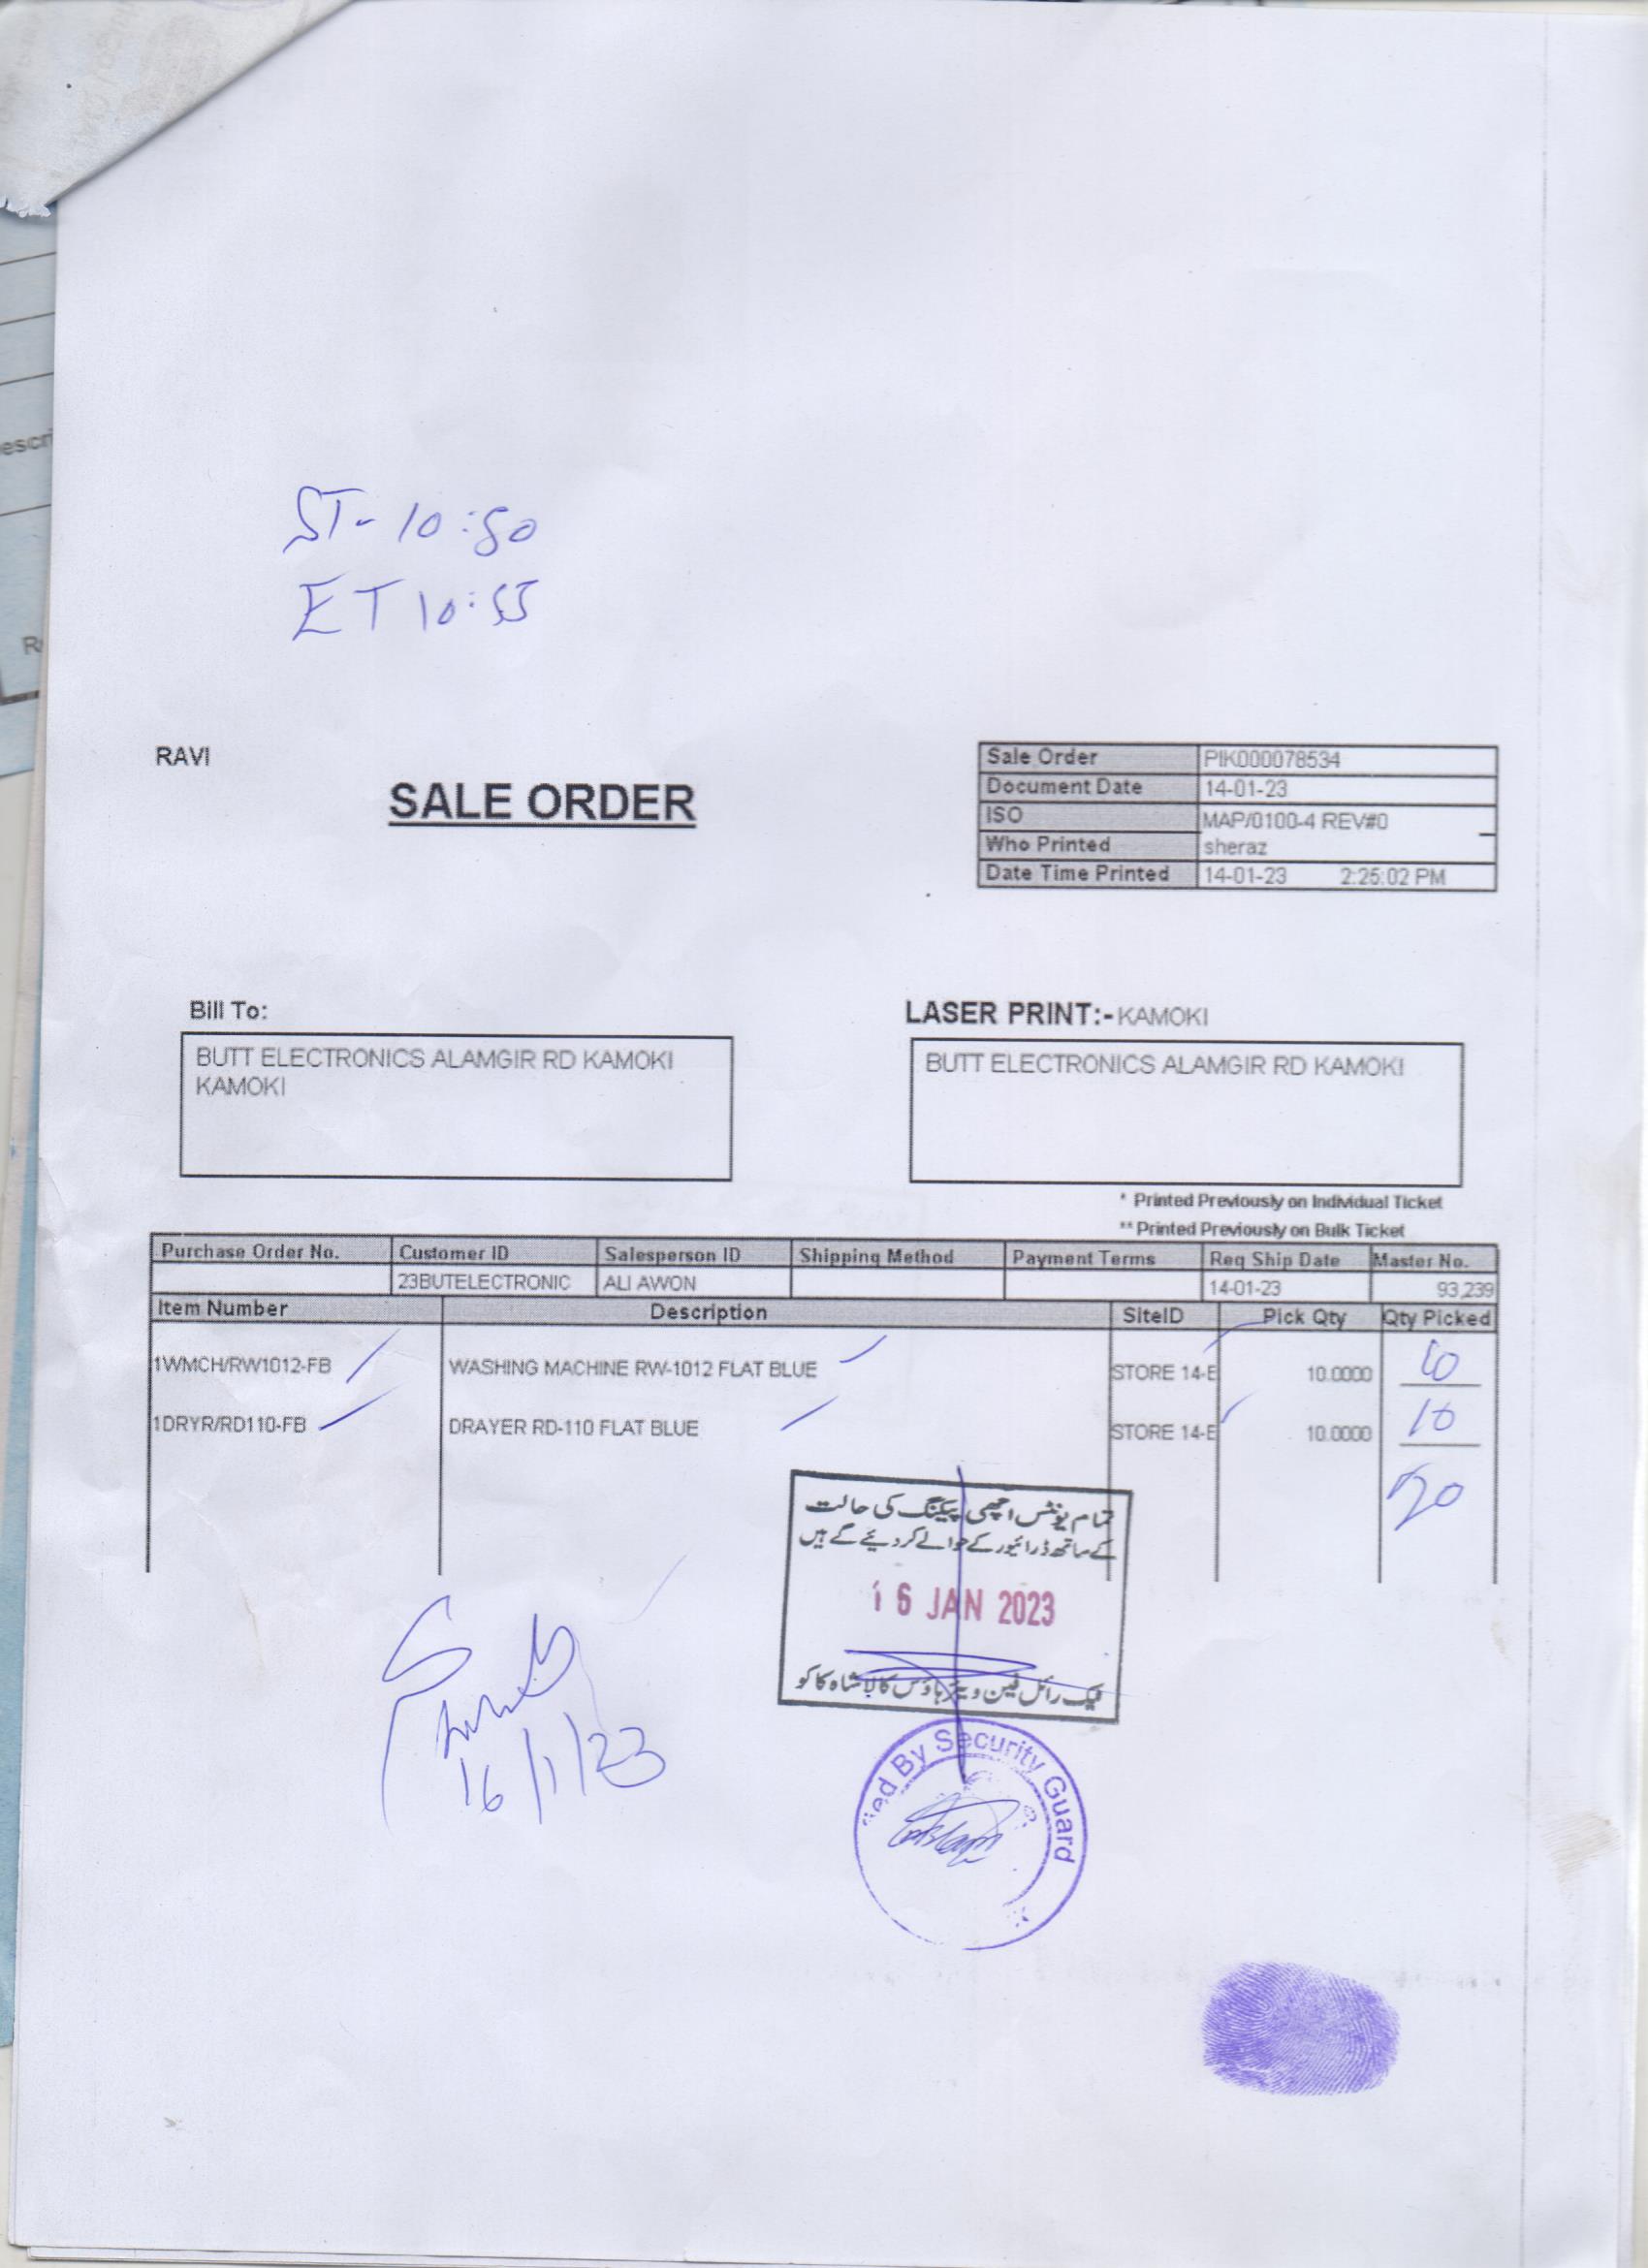 ST- 10:50
ET 10:55
RAVI
SALE ORDER
Sale Order PIK000078534
Document Date 14-01-23
ISO MAP/0100-4 REV#0
Who Printed sheraz
Date Time Printed 14-01-23 2:25:02 PM
Bill To:
BUTT ELECTRONICS ALAMGIR RD KAMOKI
KAMOKI
LASER PRINT:- KAMOKI
BUTT ELECTRONICS ALAMGIR RD KAMOKI
* Printed Previously on Individual Ticket
** Printed Previously on Bulk Ticket
Purchase Order No. Customer ID Salesperson ID Shipping Method Payment Terms Req Ship Date Master No.
23BUTELECTRONIC ALI AWON 14-01-23 93,239
Item Number Description SiteID Pick Qty Qty Picked
1WMCH/RW1012-FB WASHING MACHINE RW-1012 FLAT BLUE STORE 14-E 10.0000 10
1DRYR/RD110-FB DRAYER RD-110 FLAT BLUE STORE 14-E 10.0000 10
20
تمام یونٹس اچھی پیکنگ کی حالت
کے ساتھ ڈرائیور کے حوالے کر دیئے گے ہیں
16 JAN 2023
پیک رائل فین ویئر ہاؤس کالا شاہ کاکو
16/1/23
By Security Guard